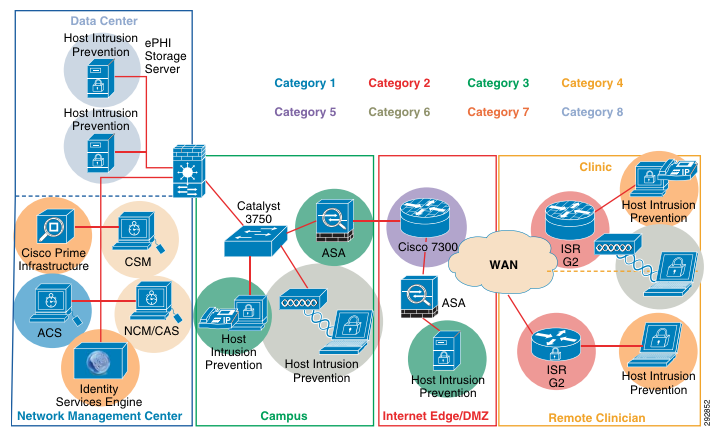 Data Center
Host Intrusion
Prevention
ePHI
Storage
Server
Host Intrusion
Prevention
Category 1
Category 2
Category 3
Category 4
Category 5
Category 6
Category 7
Category 8
Cisco Prime
Infrastructure
CSM
ACS
NCM/CAS
Identity
Services Engine
Network Management Center
Catalyst
3750
ASA
IP
Host
Intrusion
Prevention
Host Intrusion
Prevention
Campus
Cisco 7300
ASA
Host Intrusion
Prevention
Internet Edge/DMZ
WAN
Clinic
IP
Host Intrusion
Prevention
ISR
G2
ISR
G2
Host Intrusion
Prevention
Remote Clinician
292852